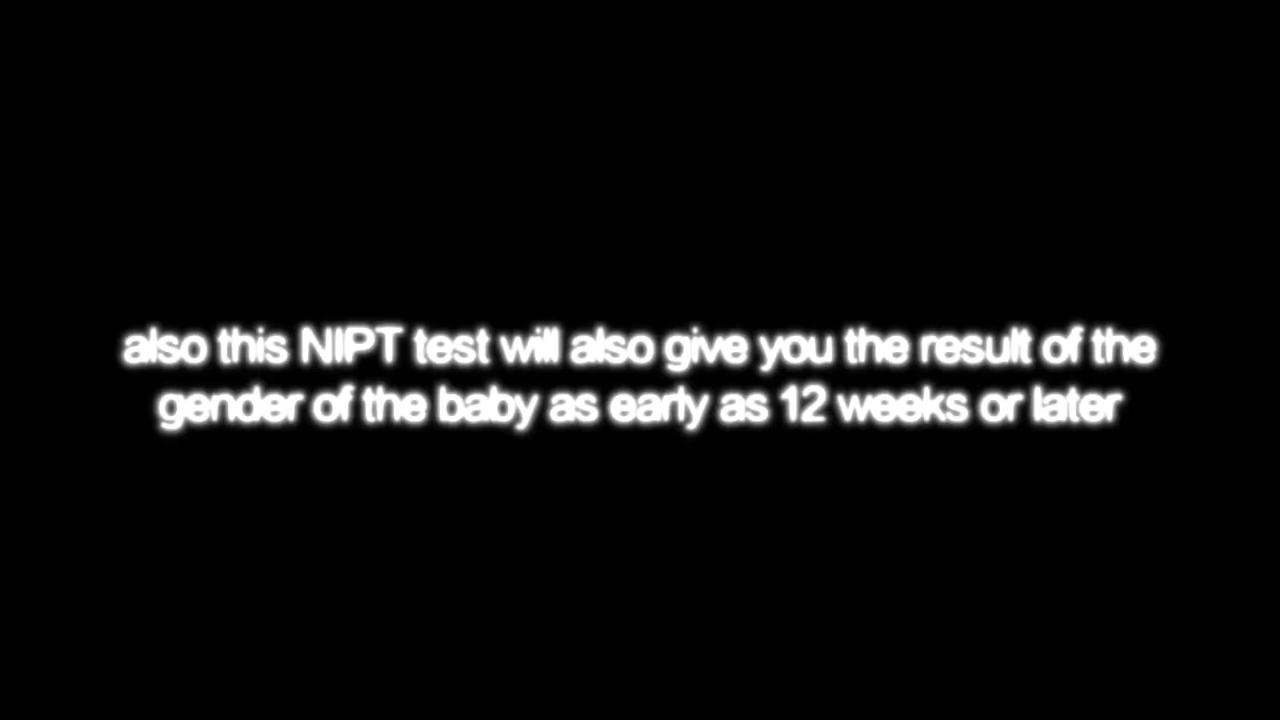 also this NIPT test will also give you the result of the
gender of the baby as early as 12 weeks or later